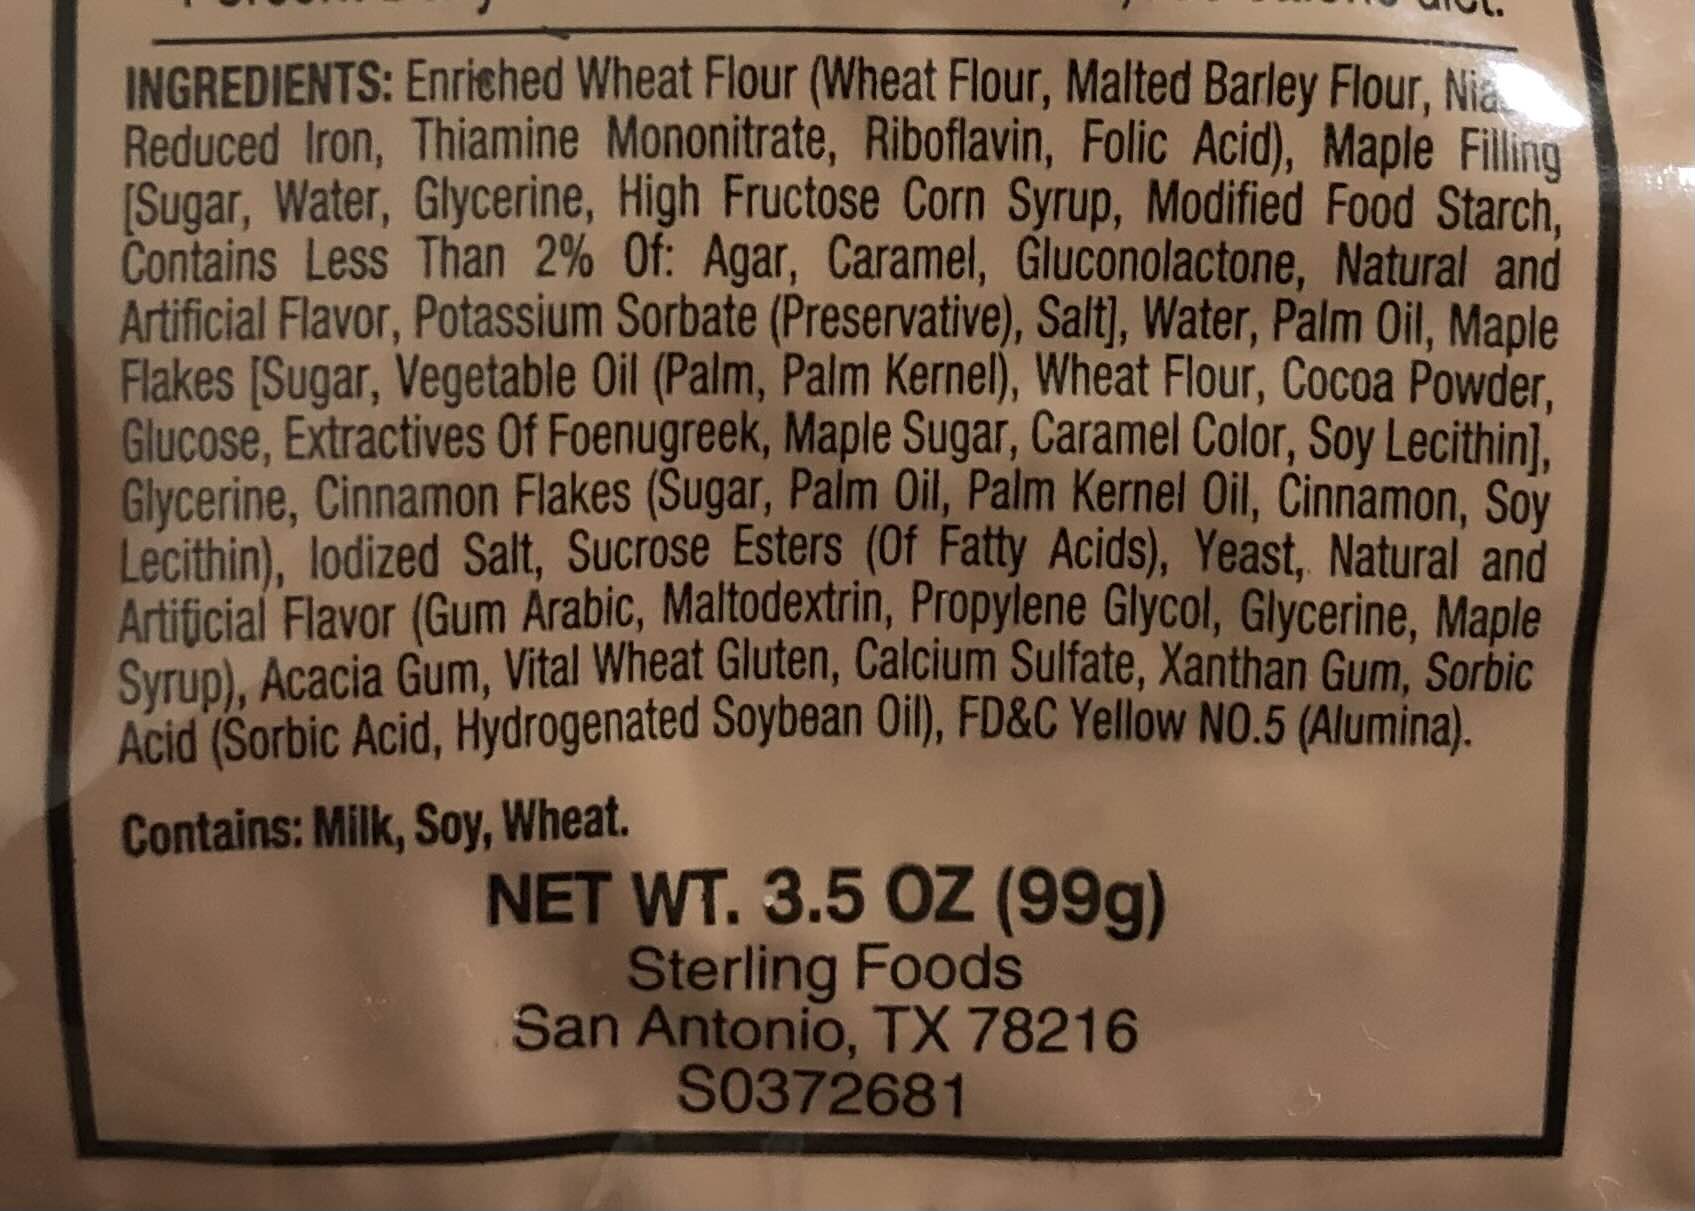 diet.
INGREDIENTS: Enriched Wheat Flour (Wheat Flour, Malted Barley Flour,
Reduced Iron, Thiamine Mononitrate, Riboflavin, Folic Acid), Maple Filling
[Sugar, Water, Glycerine, High Fructose Corn Syrup, Modified Food Starch,
Contains Less Than 2% Of: Agar, Caramel, Gluconolactone, Natural and
Artificial Flavor, Potassium Sorbate (Preservative), Salt], Water, Palm Oil, Maple
Flakes [Sugar, Vegetable Oil (Palm, Palm Kernel), Wheat Flour, Cocoa Powder,
Glucose, Extractives Of Foenugreek, Maple Sugar, Caramel Color, Soy Lecithin],
Glycerine, Cinnamon Flakes (Sugar, Palm Oil, Palm Kernel Oil, Cinnamon, Soy
Lecithin), Iodized Salt, Sucrose Esters (Of Fatty Acids), Yeast, Natural and
Artificial Flavor (Gum Arabic, Maltodextrin, Propylene Glycol, Glycerine, Maple
Syrup), Acacia Gum, Vital Wheat Gluten, Calcium Sulfate, Xanthan Gum, Sorbic
Acid (Sorbic Acid, Hydrogenated Soybean Oil), FD&C Yellow NO.5 (Alumina).
Contains: Milk, Soy, Wheat.
NET WT. 3.5 OZ (99g)
Sterling Foods
San Antonio, TX 78216
S0372681